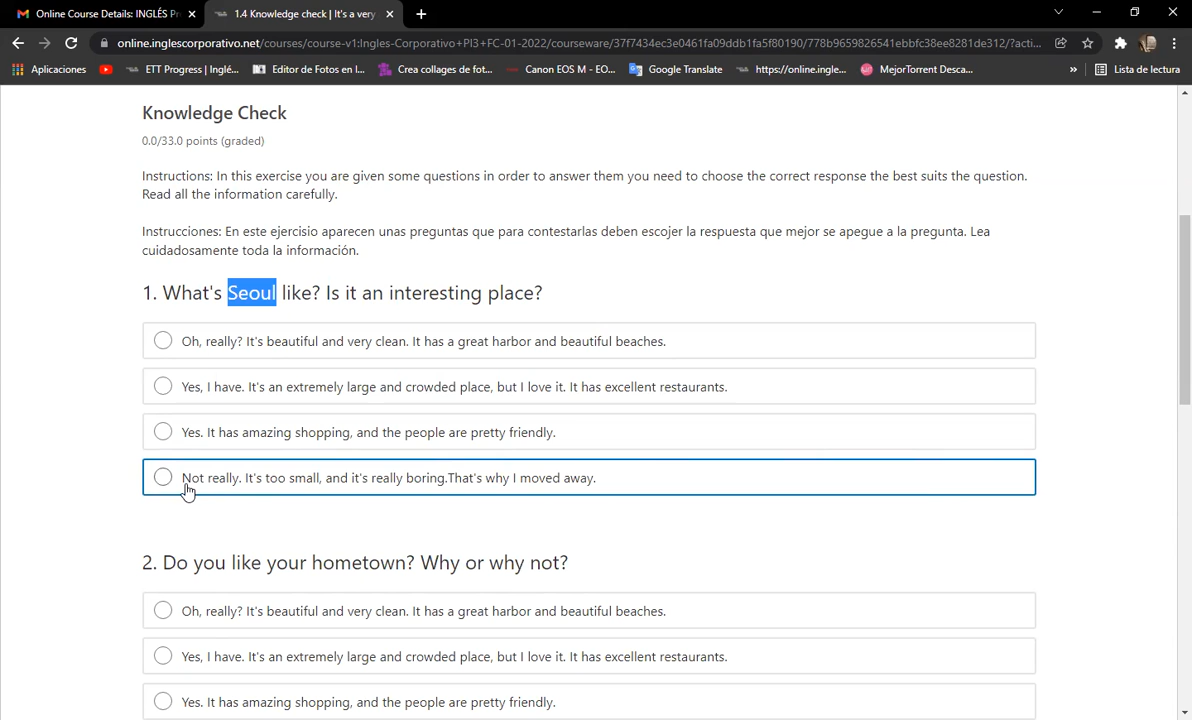 Online Course Details: INGLÉS Pr
1.4 Knowledge check | It's a very
online.inglescorporativo.net/courses/course-v1:Ingles-Corporativo+PI3+FC-01-2022/courseware/37f7434ec3e0461fa09ddb1fa5f80190/778b9659826541ebbfc38ee8281de312/?acti...
Aplicaciones ETT Progress | Inglé... Editor de Fotos en l... Crea collages de fot... Canon EOS M - EO... Google Translate https://online.ingle... MejorTorrent Desca... » Lista de lectura
Knowledge Check
0.0/33.0 points (graded)
Instructions: In this exercise you are given some questions in order to answer them you need to choose the correct response the best suits the question.
Read all the information carefully.
Instrucciones: En este ejercisio aparecen unas preguntas que para contestarlas deben escojer la respuesta que mejor se apegue a la pregunta. Lea
cuidadosamente toda la información.
1. What's Seoul like? Is it an interesting place?
Oh, really? It's beautiful and very clean. It has a great harbor and beautiful beaches.
Yes, I have. It's an extremely large and crowded place, but I love it. It has excellent restaurants.
Yes. It has amazing shopping, and the people are pretty friendly.
Not really. It's too small, and it's really boring.That's why I moved away.
2. Do you like your hometown? Why or why not?
Oh, really? It's beautiful and very clean. It has a great harbor and beautiful beaches.
Yes, I have. It's an extremely large and crowded place, but I love it. It has excellent restaurants.
Yes. It has amazing shopping, and the people are pretty friendly.